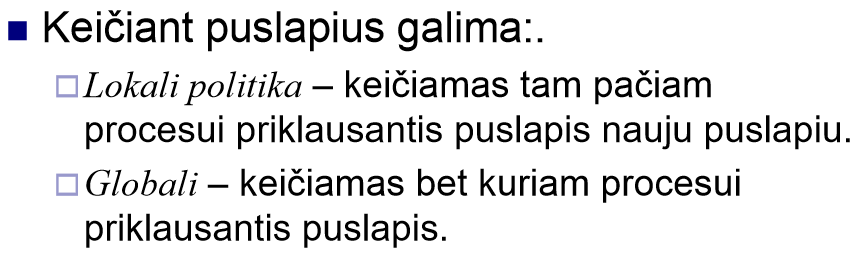 Keičiant puslapius galima:.
Lokali politika – keičiamas tam pačiam
procesui priklausantis puslapis nauju puslapiu.
Globali – keičiamas bet kuriam procesui
priklausantis puslapis.